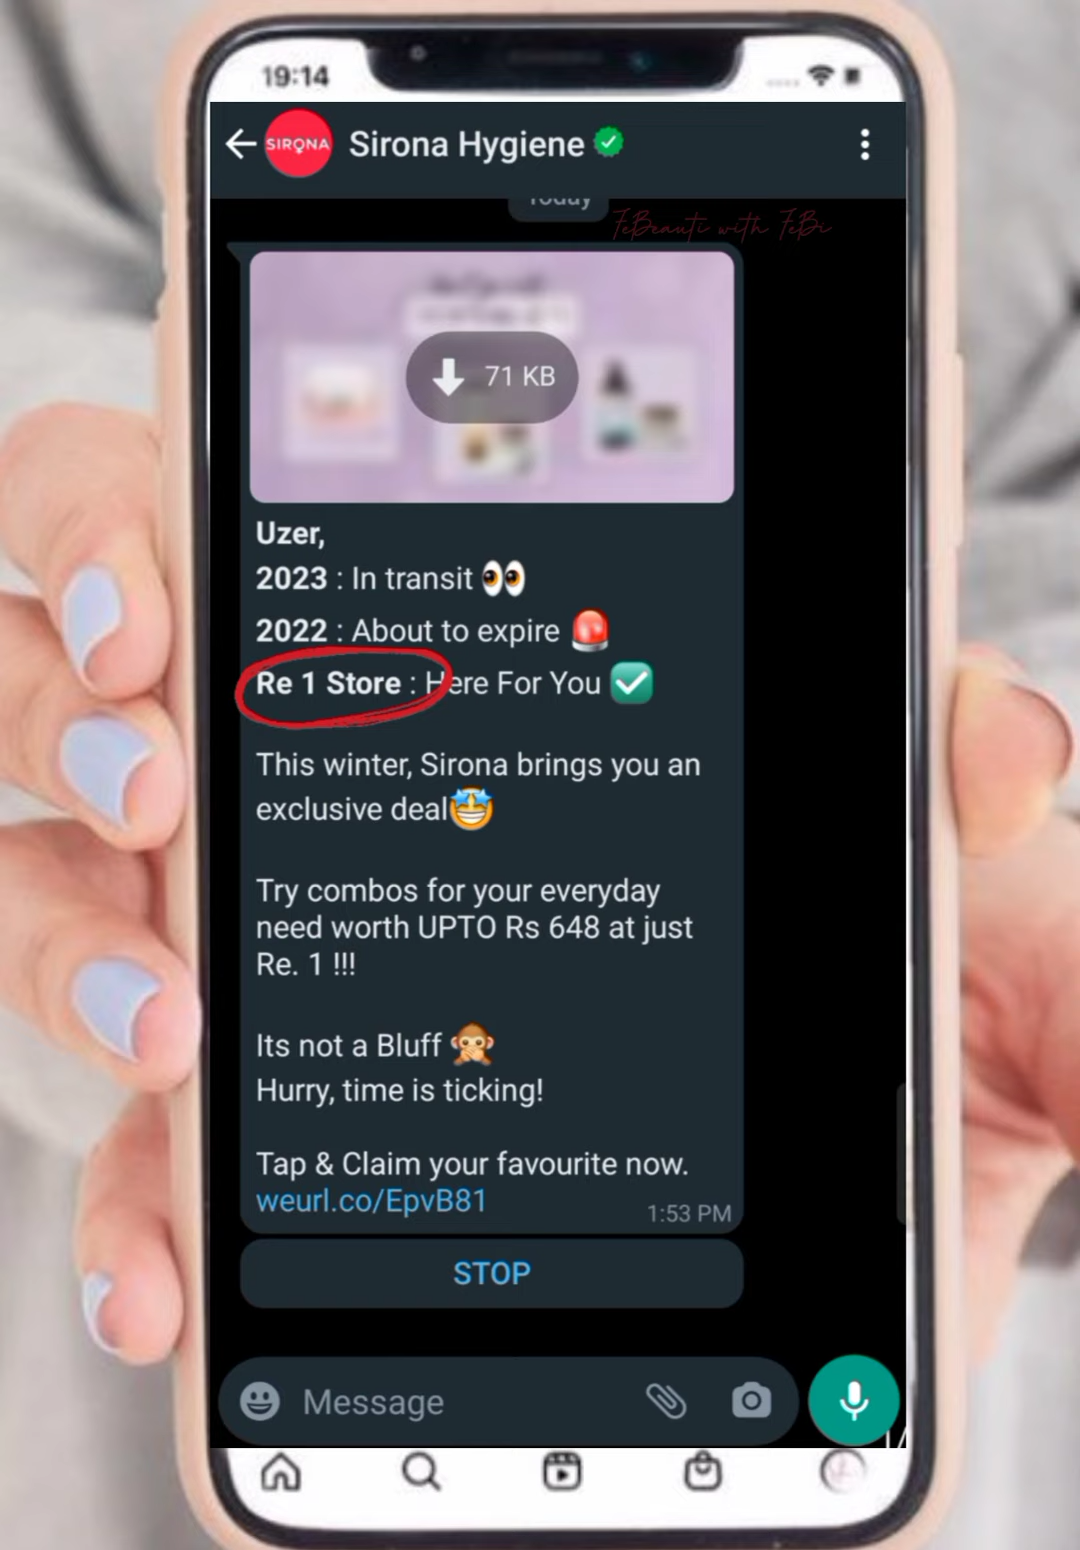 19:14
SIRONA
Sirona Hygiene
Today
FeBeauti with FeBi
71 KB
Uzer,
2023 : In transit 👀
2022 : About to expire 🚨
Re 1 Store : Here For You ✅
This winter, Sirona brings you an
exclusive deal🤩
Try combos for your everyday
need worth UPTO Rs 648 at just
Re. 1 !!!
Its not a Bluff 🙊
Hurry, time is ticking!
Tap & Claim your favourite now.
weurl.co/EpvB81
1:53 PM
STOP
Message